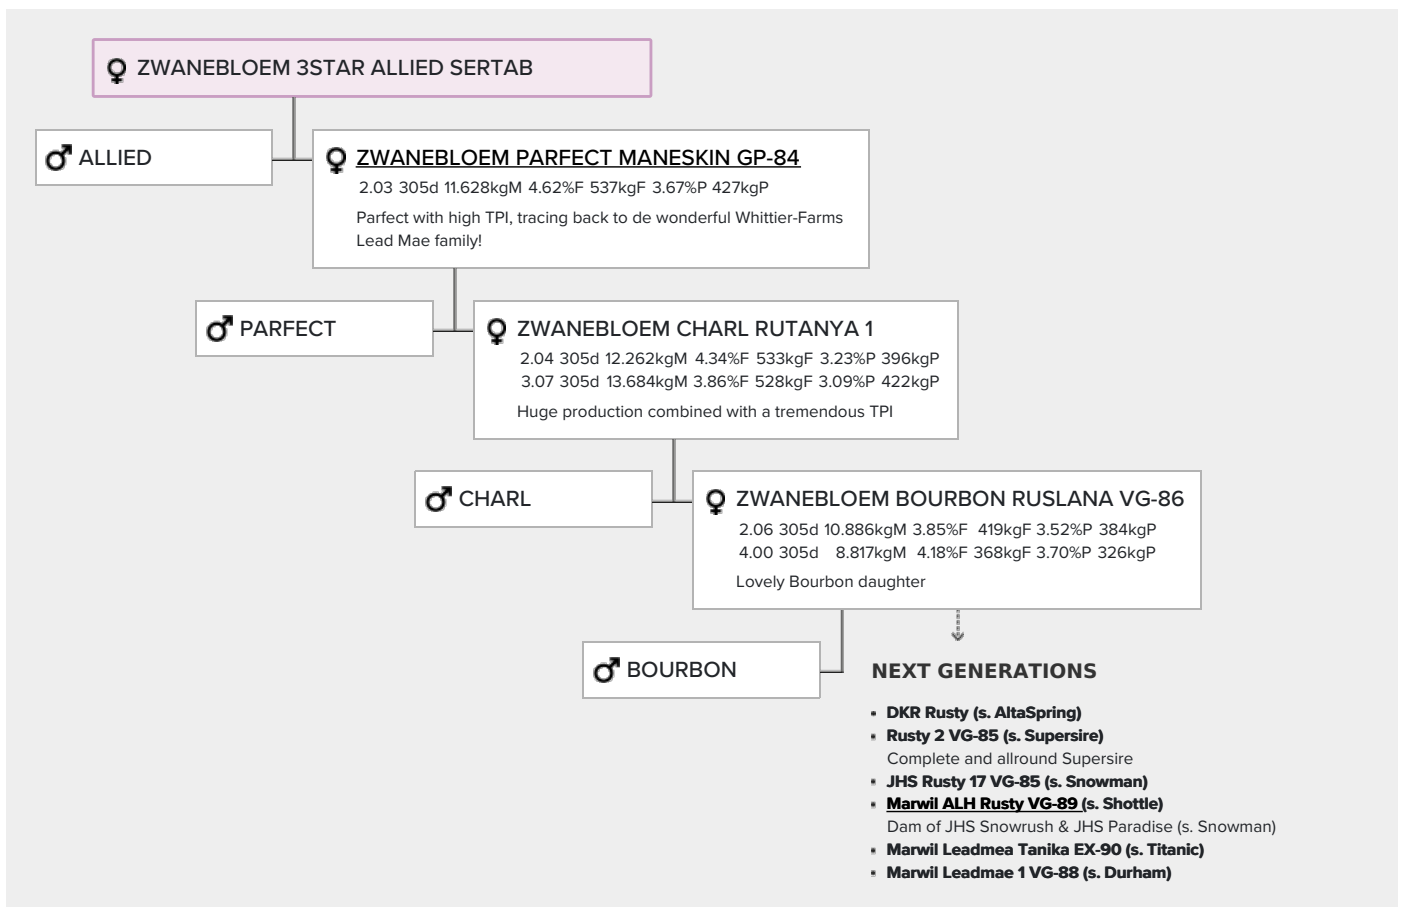 ZWANEBLOEM 3STAR ALLIED SERTAB
ALLIED
ZWANEBLOEM PARFECT MANESKIN GP-84
2.03 305d 11.628kgM 4.62%F 537kgF 3.67%P 427kgP
Parfect with high TPI, tracing back to de wonderful Whittier-Farms
Lead Mae family!
PARFECT
ZWANEBLOEM CHARL RUTANYA 1
2.04 305d 12.262kgM 4.34%F 533kgF 3.23%P 396kgP
3.07 305d 13.684kgM 3.86%F 528kgF 3.09%P 422kgP
Huge production combined with a tremendous TPI
CHARL
ZWANEBLOEM BOURBON RUSLANA VG-86
2.06 305d 10.886kgM 3.85%F 419kgF 3.52%P 384kgP
4.00 305d 8.817kgM 4.18%F 368kgF 3.70%P 326kgP
Lovely Bourbon daughter
BOURBON
NEXT GENERATIONS
DKR Rusty (s. AltaSpring)
Rusty 2 VG-85 (s. Supersire)
Complete and allround Supersire
JHS Rusty 17 VG-85 (s. Snowman)
Marwil ALH Rusty VG-89 (s. Shottle)
Dam of JHS Snowrush & JHS Paradise (s. Snowman)
Marwil Leadmea Tanika EX-90 (s. Titanic)
Marwil Leadmae 1 VG-88 (s. Durham)